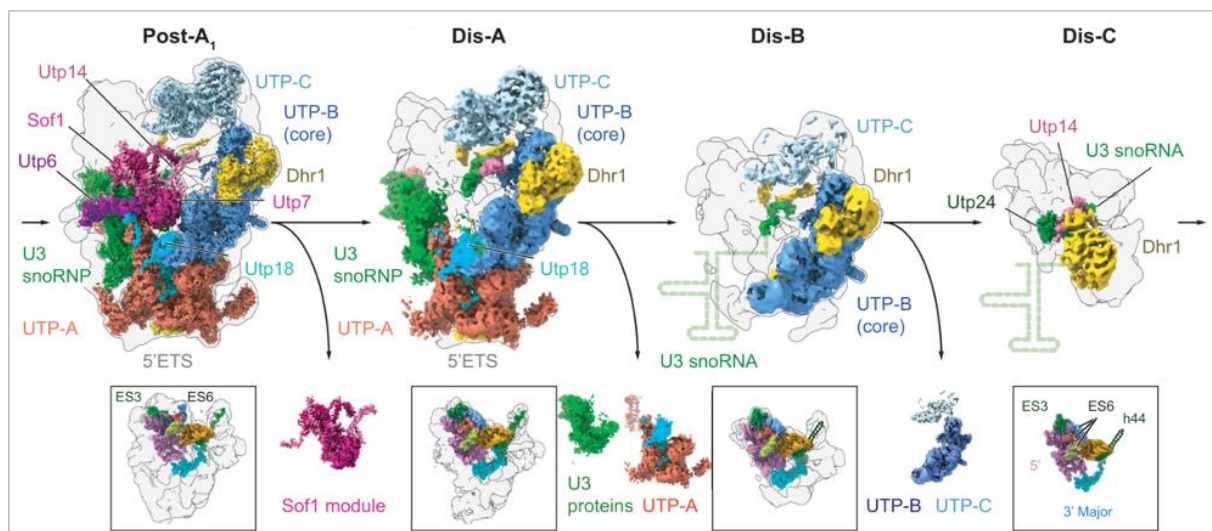 Post-A1
Dis-A
Dis-B
Dis-C
Utp14
Sof1
Utp6
U3
snoRNP
UTP-A
5'ETS
UTP-C
UTP-B
(core)
Dhr1
Utp7
Utp18
U3
snoRNP
UTP-A
5'ETS
UTP-C
UTP-B
(core)
Dhr1
Utp18
UTP-C
Dhr1
UTP-B
(core)
U3 snoRNA
Utp14
U3 snoRNA
Utp24
Dhr1
ES3
ES6
Sof1 module
U3
proteins
UTP-A
UTP-B
UTP-C
ES3
ES6
h44
5'
3' Major